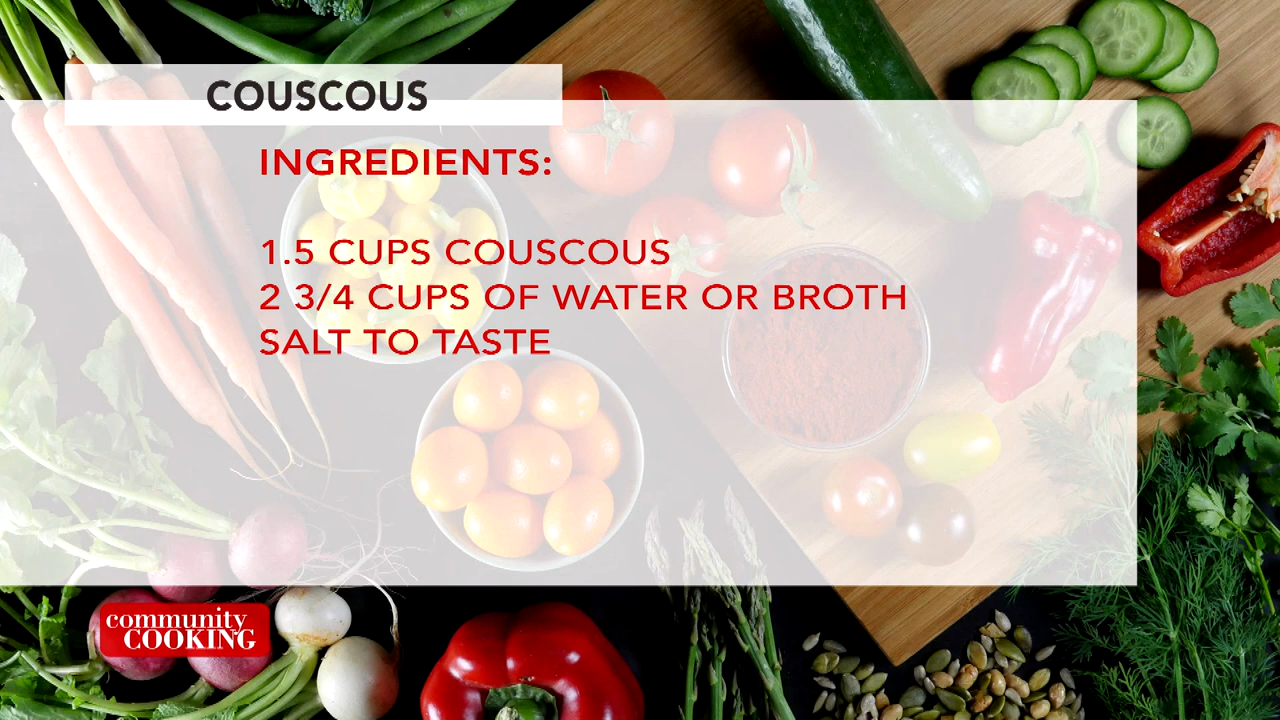 COUSCOUS
INGREDIENTS:
1.5 CUPS COUSCOUS
2 3/4 CUPS OF WATER OR BROTH
SALT TO TASTE
community
COOKING